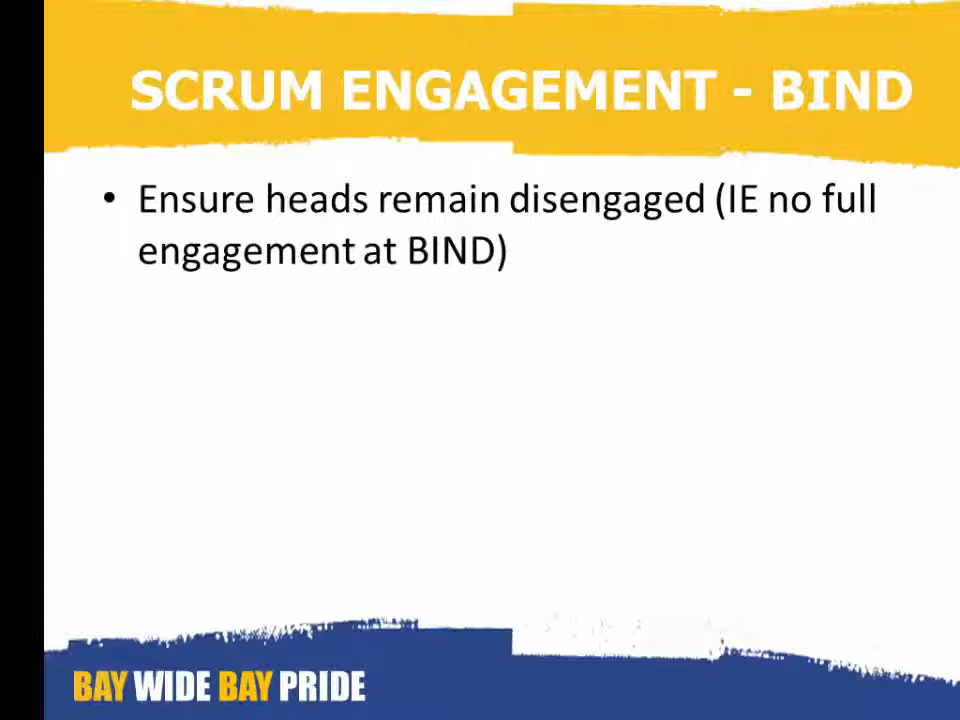 SCRUM ENGAGEMENT - BIND
• Ensure heads remain disengaged (IE no full
engagement at BIND)
BAY WIDE BAY PRIDE